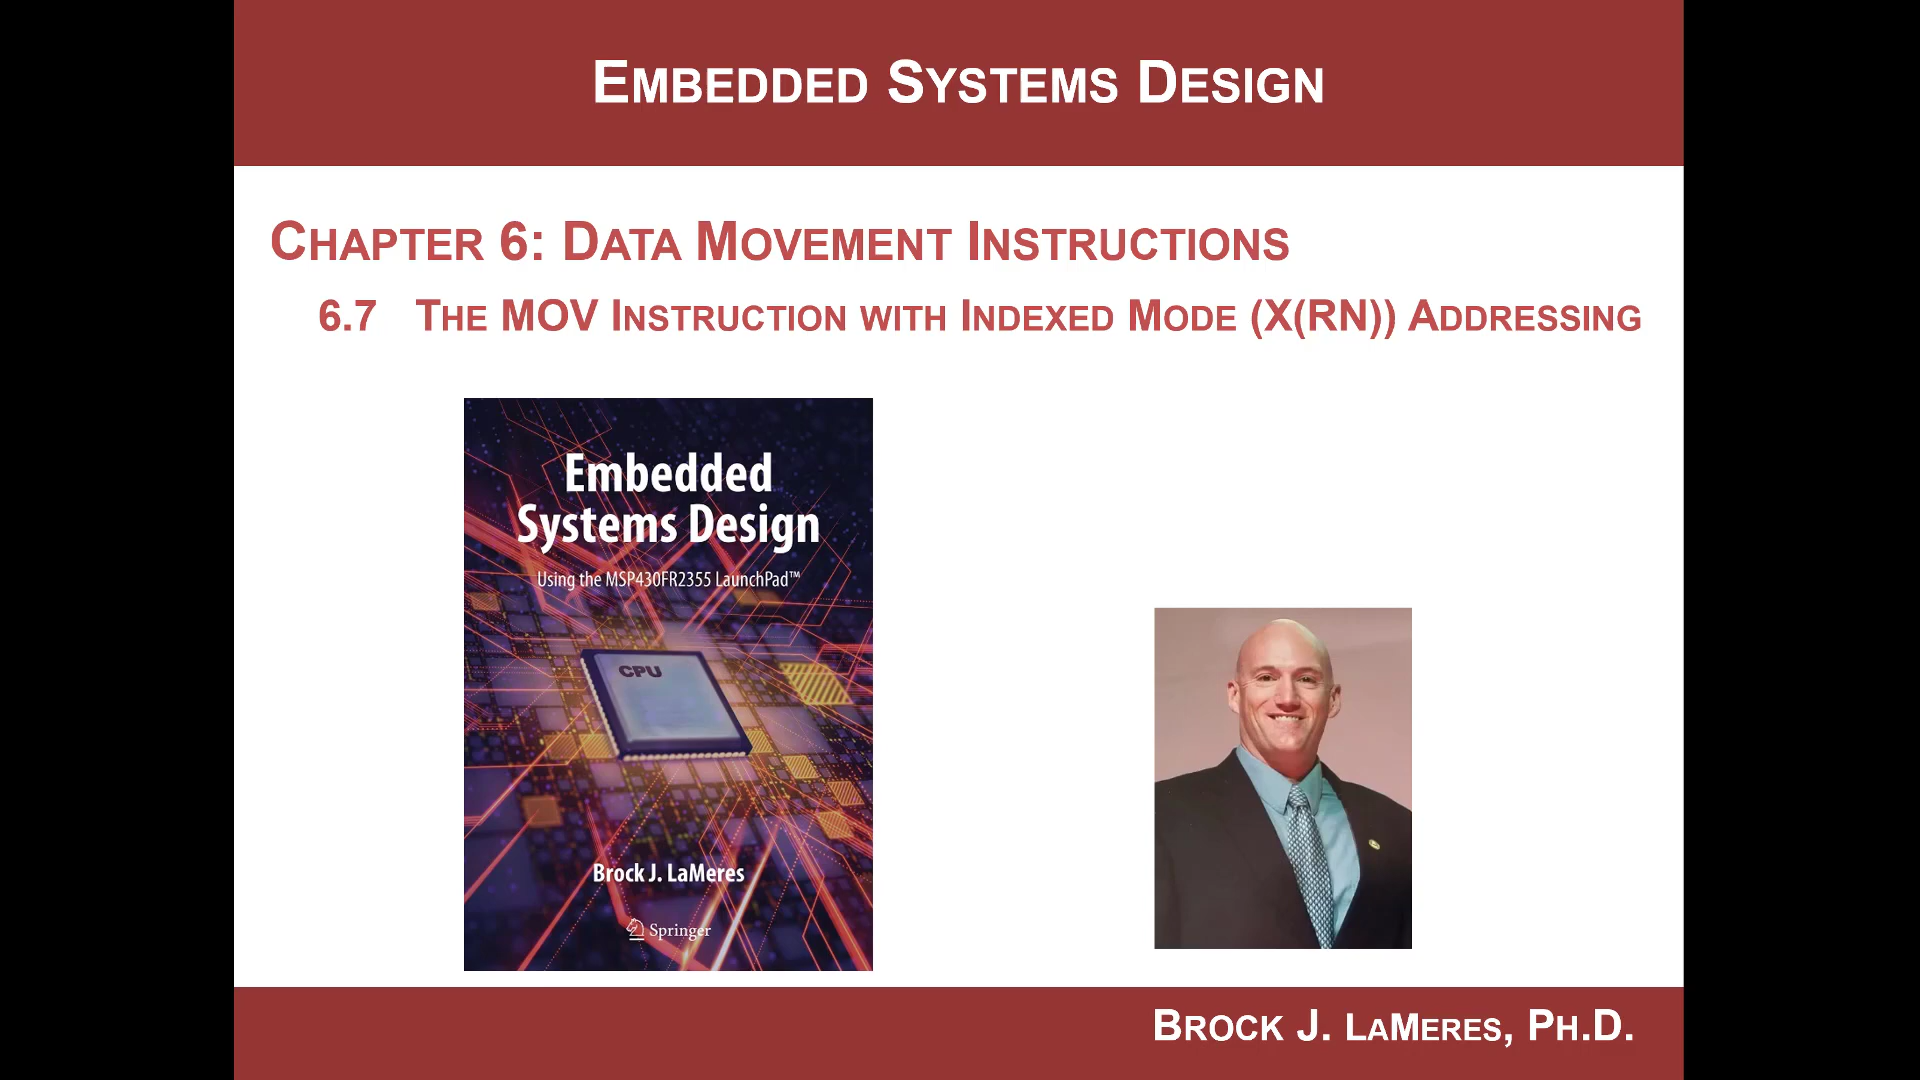 EMBEDDED SYSTEMS DESIGN
CHAPTER 6: DATA MOVEMENT INSTRUCTIONS
6.7 THE MOV INSTRUCTION WITH INDEXED MODE (X(RN)) ADDRESSING
Embedded
Systems Design
Using the MSP430FR2355 LaunchPad™
CPU
Brock J. LaMeres
Springer
BROCK J. LAMERES, PH.D.